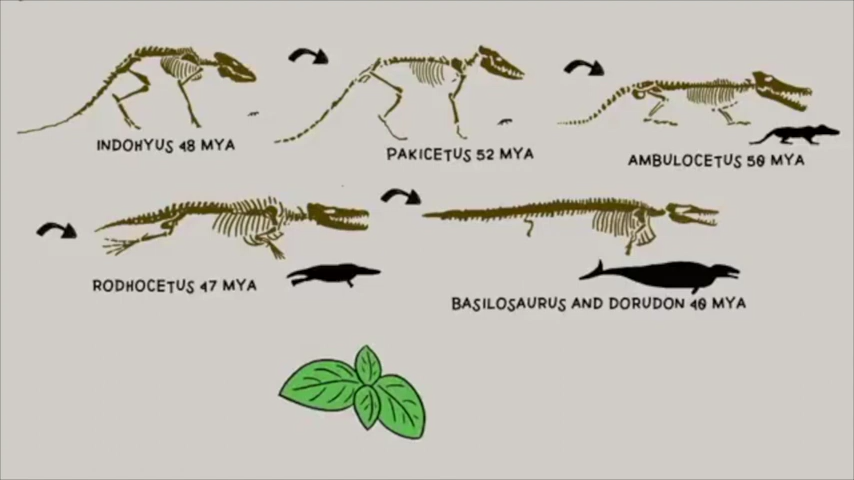 INDOHYUS 48 MYA
PAKICETUS 52 MYA
AMBULOCETUS 50 MYA
RODHOCETUS 47 MYA
BASILOSAURUS AND DORUDON 40 MYA